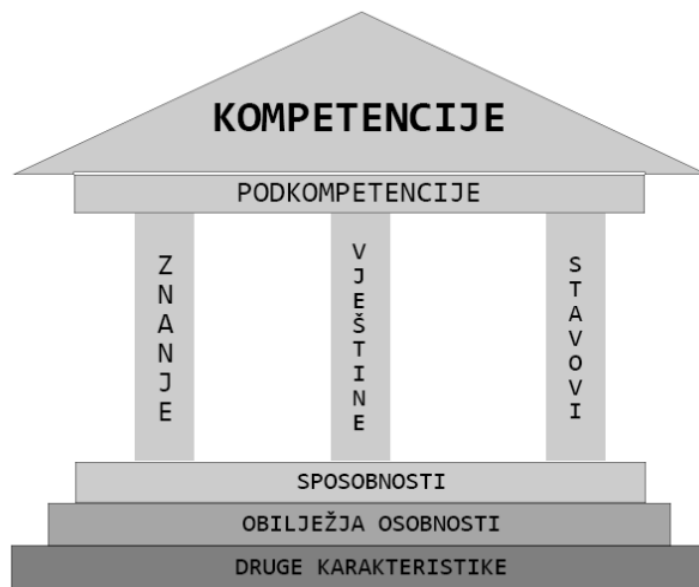 KOMPETENCIJE
PODKOMPETENCIJE
ZNANJE
VJEŠTINE
STAVOVI
SPOSOBNOSTI
OBILJEŽJA OSOBNOSTI
DRUGE KARAKTERISTIKE